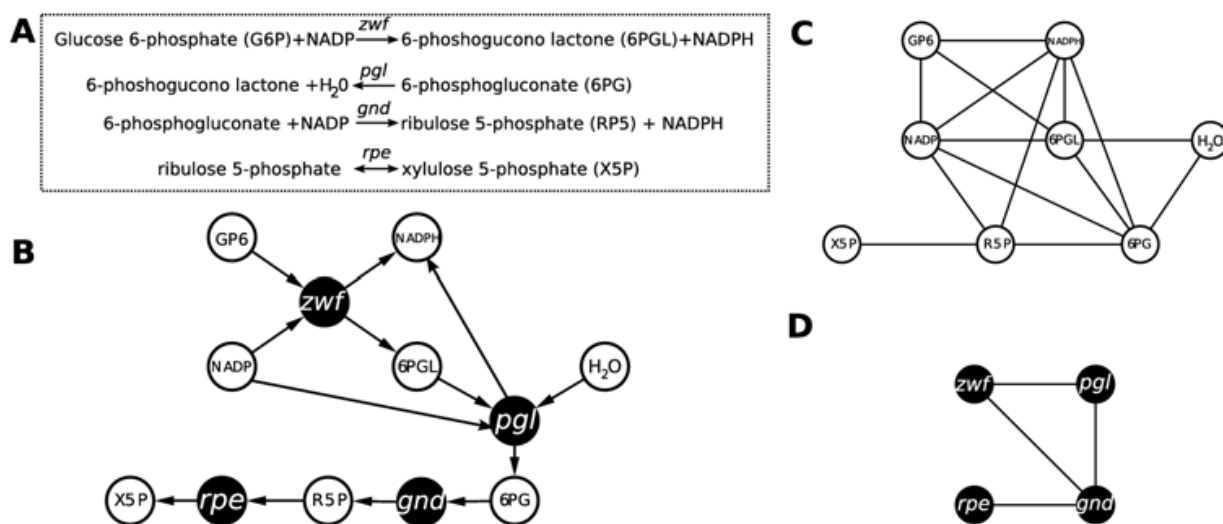 A
zwf
Glucose 6-phosphate (G6P)+NADP → 6-phoshogucono lactone (6PGL)+NADPH
pgl
6-phoshogucono lactone +H₂0 ← 6-phosphogluconate (6PG)
gnd
6-phosphogluconate +NADP → ribulose 5-phosphate (RP5) + NADPH
rpe
ribulose 5-phosphate ↔ xylulose 5-phosphate (X5P)
B
GP6
NADPH
zwf
NADP
6PGL
H₂O
pgl
X5P
rpe
R5P
gnd
6PG
C
GP6
NADPH
NADP
6PGL
H₂O
X5P
R5P
6PG
D
zwf
pgl
rpe
gnd